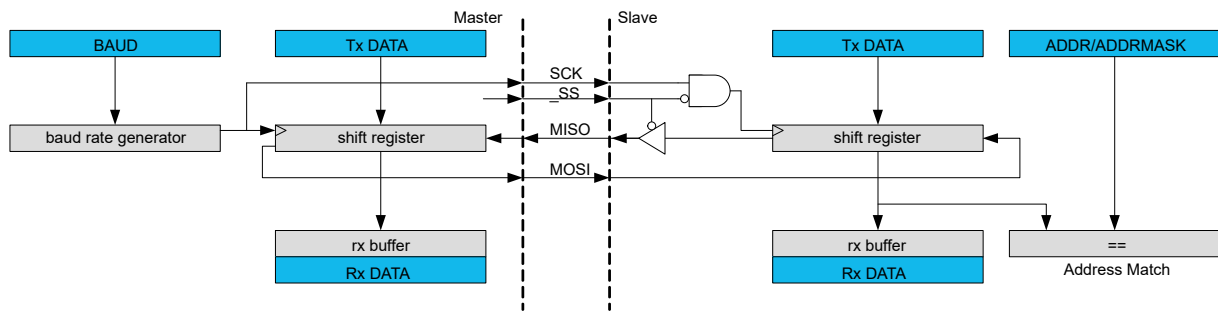 Master
Slave
BAUD
Tx DATA
Tx DATA
ADDR/ADDRMASK
SCK
_SS
baud rate generator
shift register
MISO
shift register
MOSI
rx buffer
rx buffer
==
Rx DATA
Rx DATA
Address Match